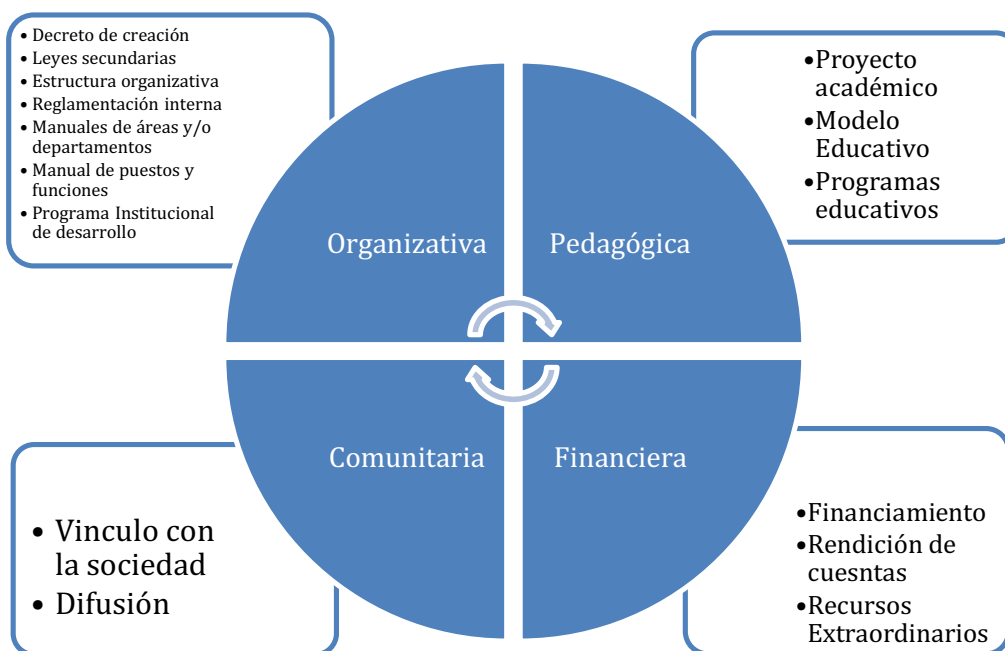 • Decreto de creación
• Leyes secundarias
• Estructura organizativa
• Reglamentación interna
• Manuales de áreas y/o
departamentos
• Manual de puestos y
funciones
• Programa Institucional
de desarrollo
•Proyecto
académico
•Modelo
Educativo
•Programas
educativos
Organizativa
Pedagógica
Comunitaria
Financiera
• Vinculo con
la sociedad
• Difusión
•Financiamiento
•Rendición de
cuesntas
•Recursos
Extraordinarios